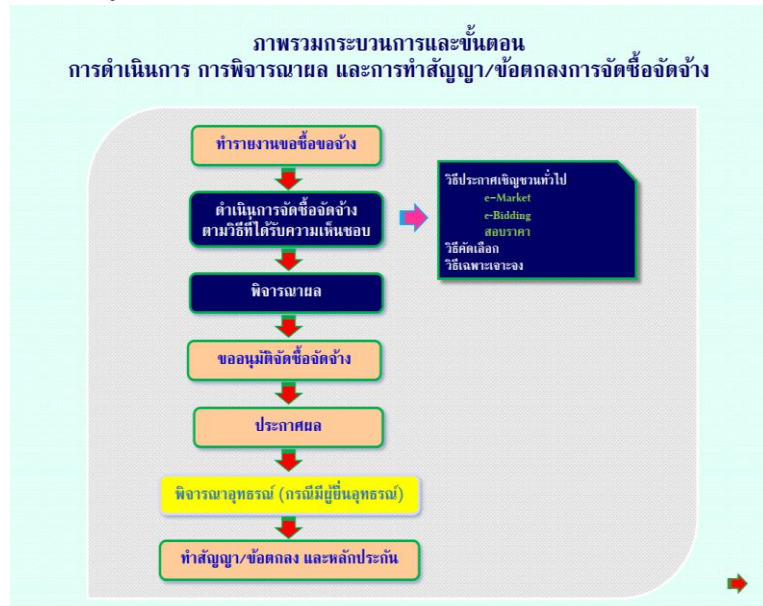 ภาพรวมกระบวนการและขั้นตอน
การดำเนินการ การพิจารณาผล และการทำสัญญา/ข้อตกลงการจัดซื้อจัดจ้าง
ทำรายงานขอซื้อขอจ้าง
ดำเนินการจัดซื้อจัดจ้าง
ตามวิธีที่ได้รับความเห็นชอบ
วิธีประกาศเชิญชวนทั่วไป
e-Market
e-Bidding
สอบราคา
วิธีคัดเลือก
วิธีเฉพาะเจาะจง
พิจารณาผล
ขออนุมัติจัดซื้อจัดจ้าง
ประกาศผล
พิจารณาอุทธรณ์ (กรณีมีผู้ยื่นอุทธรณ์)
ทำสัญญา/ข้อตกลง และหลักประกัน